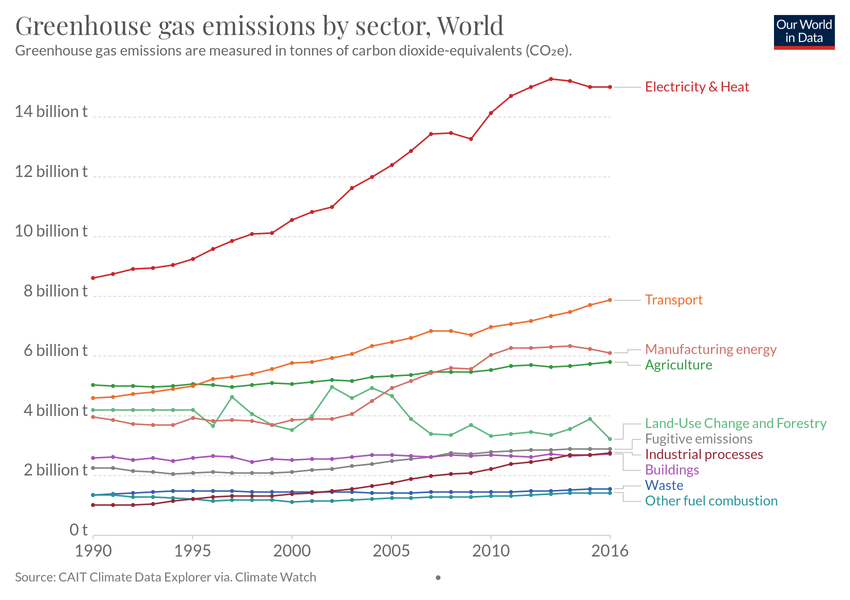 Greenhouse gas emissions by sector, World
Greenhouse gas emissions are measured in tonnes of carbon dioxide-equivalents (CO₂e).
Our World
in Data
14 billion t
12 billion t
10 billion t
8 billion t
6 billion t
4 billion t
2 billion t
0 t
1990
1995
2000
2005
2010
2016
Electricity & Heat
Transport
Manufacturing energy
Agriculture
Land-Use Change and Forestry
Fugitive emissions
Industrial processes
Buildings
Waste
Other fuel combustion
Source: CAIT Climate Data Explorer via. Climate Watch